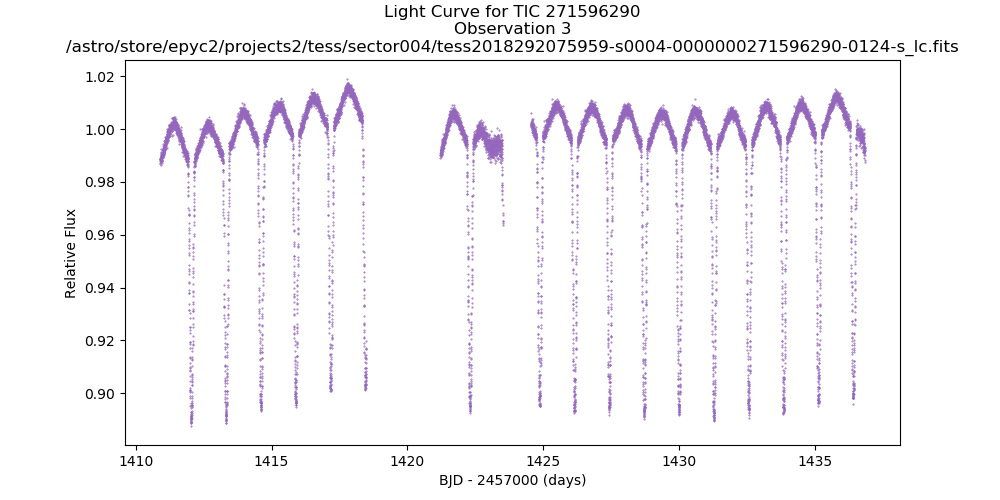 Light Curve for TIC 271596290
Observation 3
/astro/store/epyc2/projects2/tess/sector004/tess2018292075959-s0004-0000000271596290-0124-s_lc.fits
1.02
1.00
0.98
0.96
0.94
0.92
0.90
Relative Flux
1410
1415
1420
1425
1430
1435
BJD - 2457000 (days)